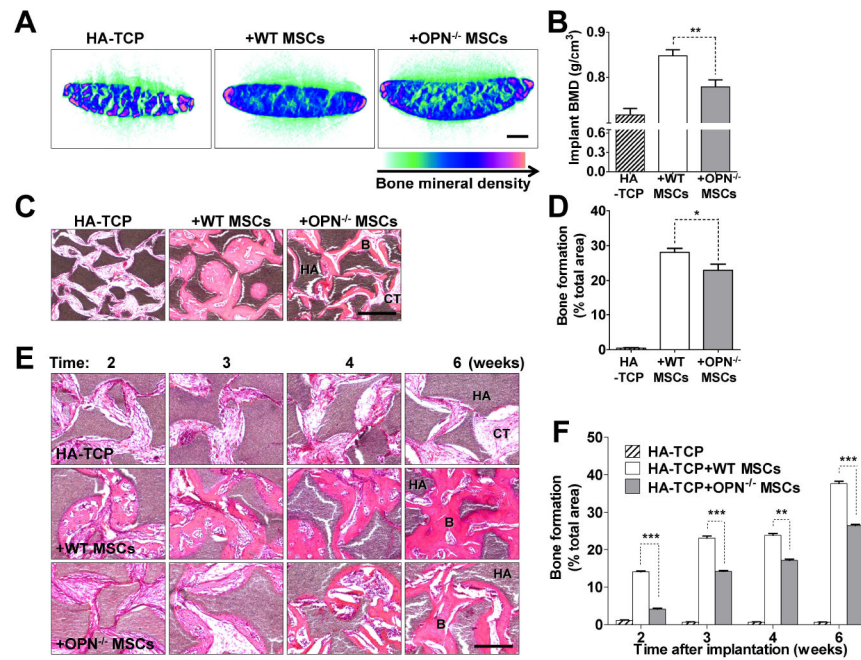 A
HA-TCP
+WT MSCs
+OPN⁻/⁻ MSCs
Bone mineral density
B
Implant BMD (g/cm³)
**
0.8
0.6
0.3
0.0
HA
-TCP
+WT
MSCs
+OPN⁻/⁻
MSCs
C
HA-TCP
+WT MSCs
+OPN⁻/⁻ MSCs
B
HA
CT
D
Bone formation
(% total area)
*
40
30
20
10
0
HA
-TCP
+WT
MSCs
+OPN⁻/⁻
MSCs
E
Time: 2 3 4 6 (weeks)
HA-TCP
HA
CT
+WT MSCs
HA
B
+OPN⁻/⁻ MSCs
HA
B
F
HA-TCP
HA-TCP+WT MSCs
HA-TCP+OPN⁻/⁻ MSCs
Bone formation
(% total area)
50
40
30
20
10
0
***
***
**
***
2 3 4 6
Time after implantation (weeks)